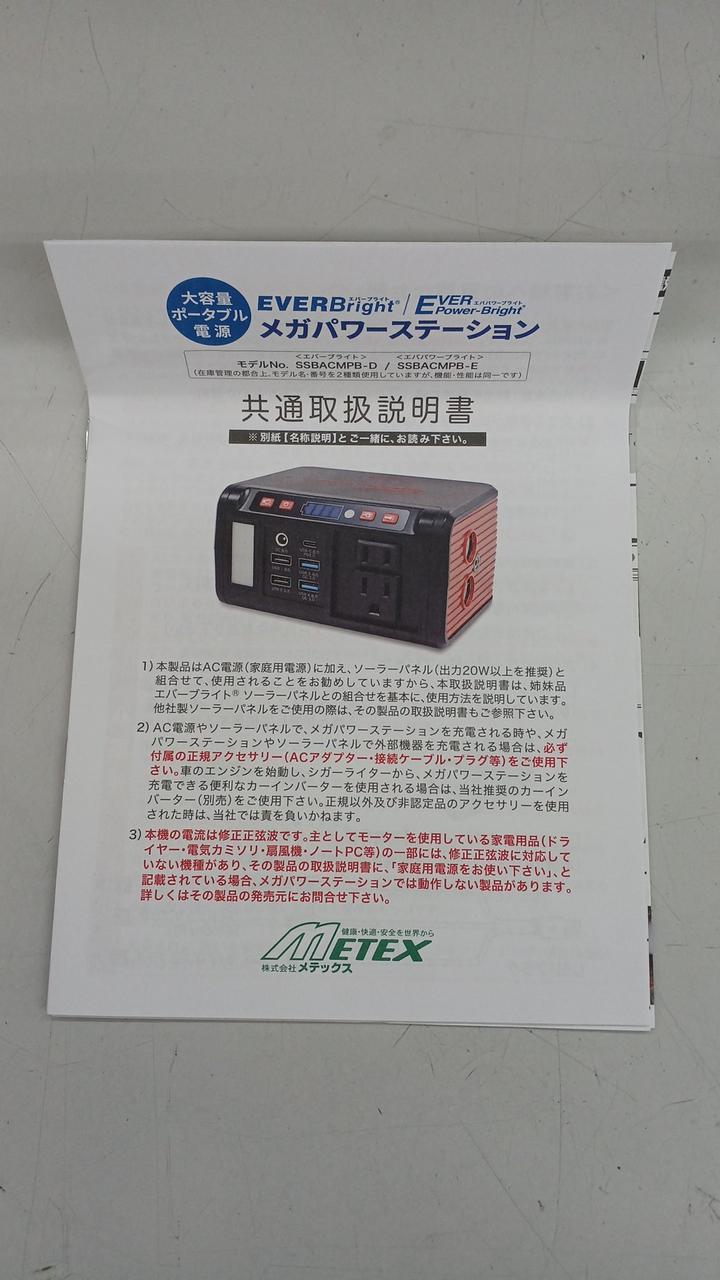 大容量
ポータブル
電源
エバーブライト
EVERBright® / EVER Power-Bright®
エバパワーブライト
メガパワーステーション
<エバーブライト> <エバパワーブライト>
モデルNo. SSBACMPB-D / SSBACMPB-E
(在庫管理の都合上、モデル名・番号を2種類使用していますが、機能・性能は同一です)
共通取扱説明書
※別紙【名称説明】とご一緒に、お読み下さい。
1) 本製品はAC電源(家庭用電源)に加え、ソーラーパネル(出力20W以上を推奨)と
組合せて、使用されることをお勧めしていますから、本取扱説明書は、姉妹品
エバーブライト® ソーラーパネルとの組合せを基本に、使用方法を説明しています。
他社製ソーラーパネルをご使用の際は、その製品の取扱説明書もご参照下さい。
2) AC電源やソーラーパネルで、メガパワーステーションを充電される時や、メガ
パワーステーションやソーラーパネルで外部機器を充電される場合は、必ず
付属の正規アクセサリー(ACアダプター・接続ケーブル・プラグ等)をご使用下
さい。車のエンジンを始動し、シガーライターから、メガパワーステーションを
充電できる便利なカーインバーターを使用される場合は、当社推奨のカーイン
バーター(別売)をご使用下さい。正規以外及び非認定品のアクセサリーを使用
された時は、当社では責を負いかねます。
3) 本機の電流は修正正弦波です。主としてモーターを使用している家電用品(ドラ
イヤー・電気カミソリ・扇風機・ノートPC等)の一部には、修正正弦波に対応して
いない機種があり、その製品の取扱説明書に、「家庭用電源をお使い下さい」、と
記載されている場合、メガパワーステーションでは動作しない製品があります。
詳しくはその製品の発売元にお問合せ下さい。
健康・快適・安全を世界から
METEX
株式会社メテックス